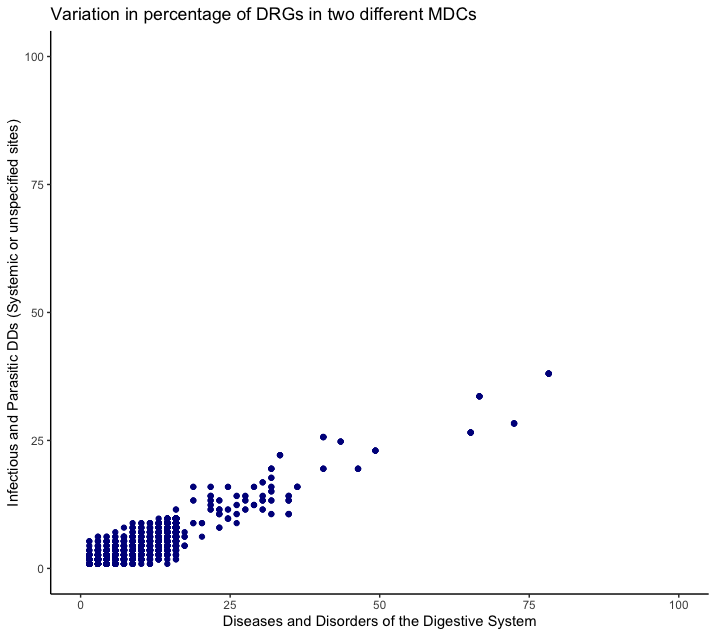 Variation in percentage of DRGs in two different MDCs
Infectious and Parasitic DDs (Systemic or unspecified sites)
100
75
50
25
0
0 25 50 75 100
Diseases and Disorders of the Digestive System